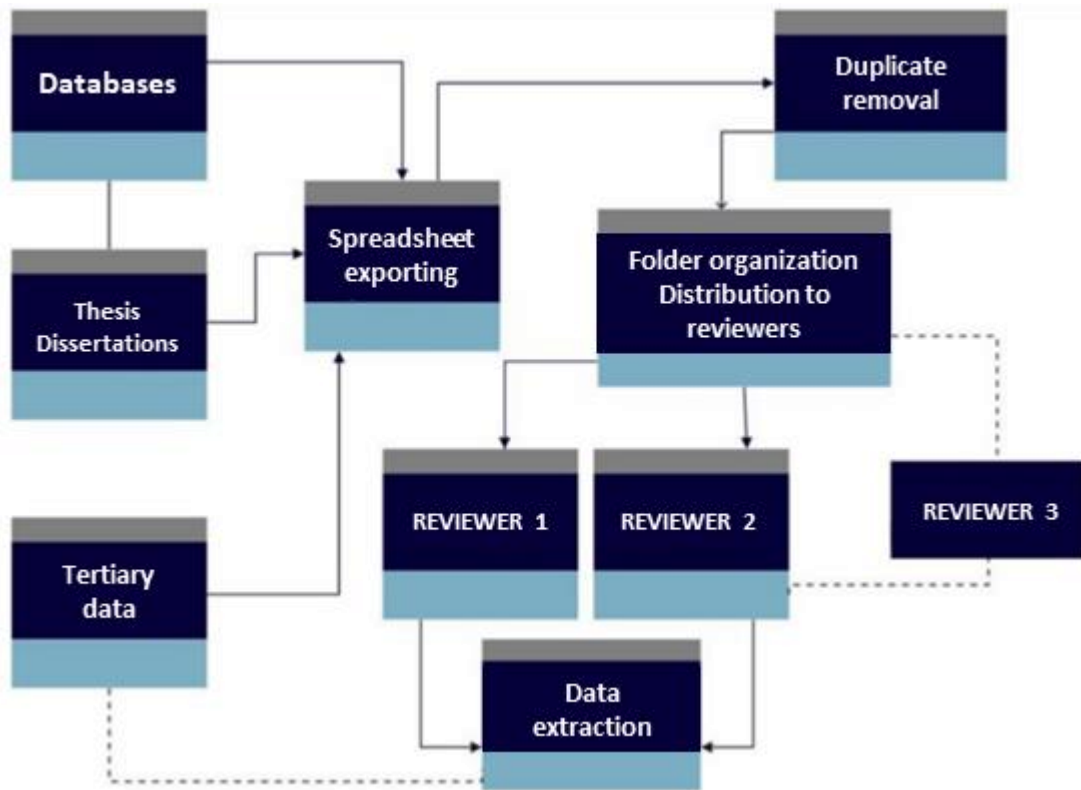 Databases
Duplicate
removal
Spreadsheet
exporting
Folder organization
Distribution to
reviewers
Thesis
Dissertations
REVIEWER 1
REVIEWER 2
REVIEWER 3
Tertiary
data
Data
extraction